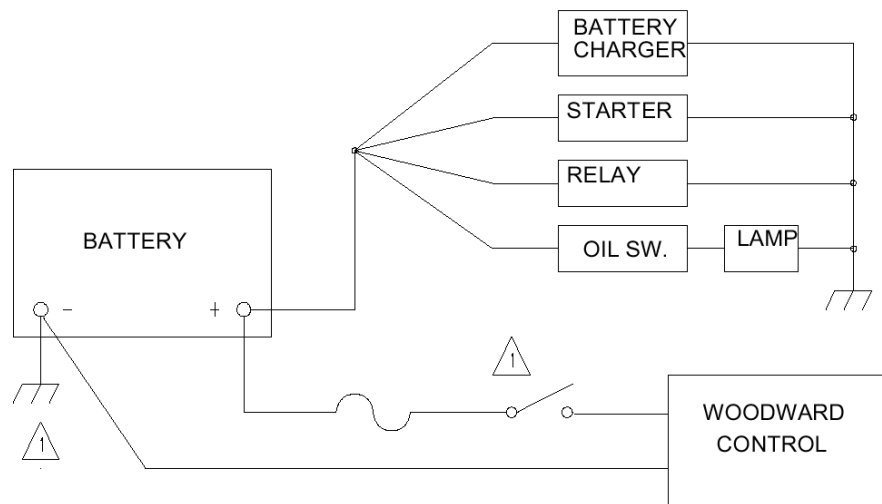 BATTERY
CHARGER
STARTER
RELAY
OIL SW.
LAMP
BATTERY
- +
1
1
WOODWARD
CONTROL